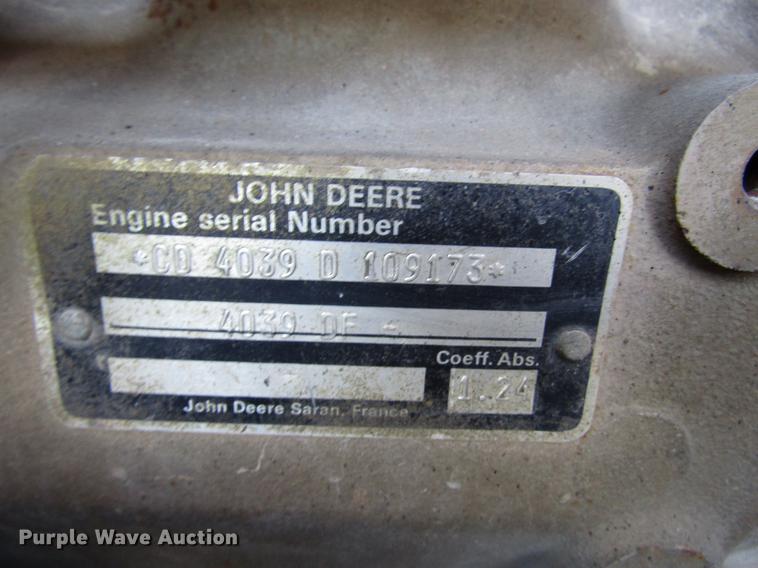 JOHN DEERE
Engine serial Number
*CD 4039 D 109173*
4039 DF -
Coeff. Abs.
1.24
John Deere Saran, France
Purple Wave Auction